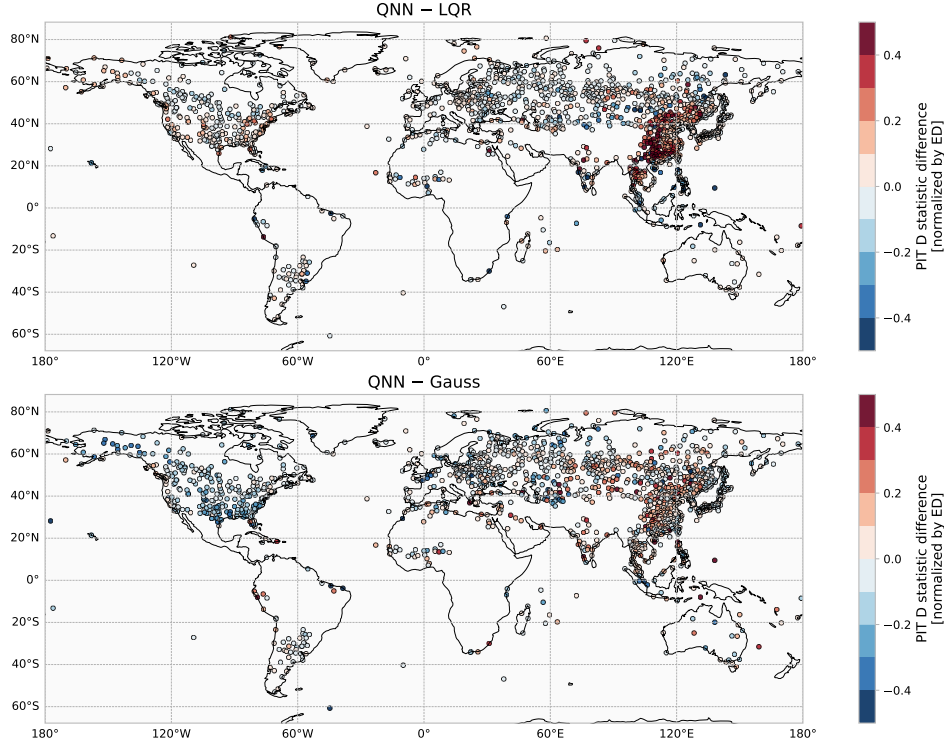 QNN − LQR
80°N
60°N
40°N
20°N
0°
20°S
40°S
60°S
180°
120°W
60°W
0°
60°E
120°E
180°
0.4
0.2
0.0
−0.2
−0.4
PIT D statistic difference
[normalized by ED]
QNN − Gauss
80°N
60°N
40°N
20°N
0°
20°S
40°S
60°S
180°
120°W
60°W
0°
60°E
120°E
180°
0.4
0.2
0.0
−0.2
−0.4
PIT D statistic difference
[normalized by ED]